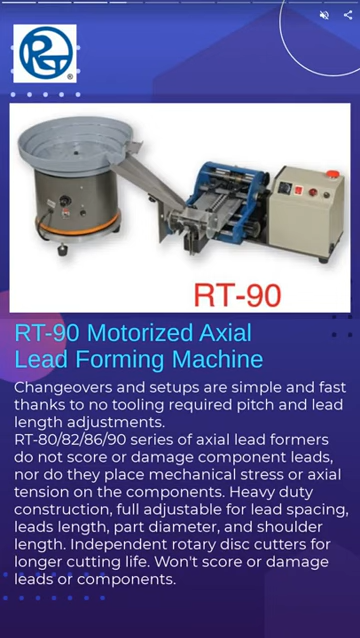 RT®
RT-90
RT-90 Motorized Axial
Lead Forming Machine
Changeovers and setups are simple and fast
thanks to no tooling required pitch and lead
length adjustments.
RT-80/82/86/90 series of axial lead formers
do not score or damage component leads,
nor do they place mechanical stress or axial
tension on the components. Heavy duty
construction, full adjustable for lead spacing,
leads length, part diameter, and shoulder
length. Independent rotary disc cutters for
longer cutting life. Won't score or damage
leads or components.